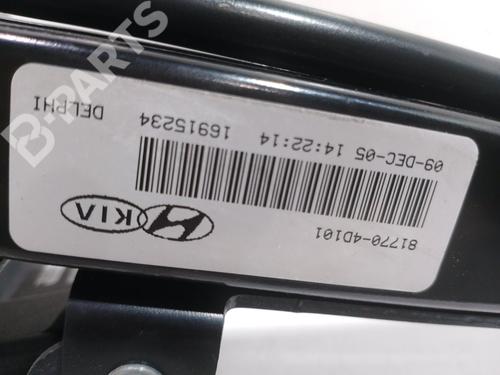 81770-4D101
KIA
09-DEC-05 14:22:14
16915234 DELPHI
B-PARTS